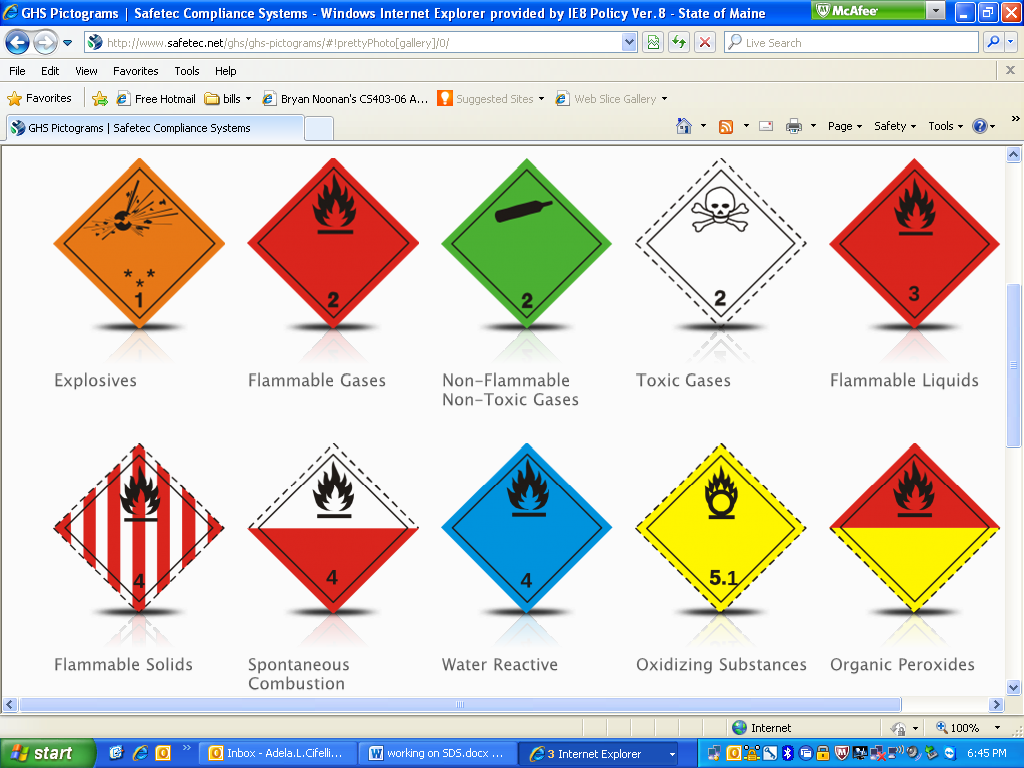 GHS Pictograms | Safetec Compliance Systems - Windows Internet Explorer provided by IE8 Policy Ver.8 - State of Maine
McAfee
http://www.safetec.net/ghs/ghs-pictograms/#!prettyPhoto[gallery]/0/
Live Search
File Edit View Favorites Tools Help
Favorites Free Hotmail bills Bryan Noonan's CS403-06 A... Suggested Sites Web Slice Gallery
GHS Pictograms | Safetec Compliance Systems
Page Safety Tools
* * *
1 2 2 2 3
Explosives Flammable Gases Non-Flammable Toxic Gases Flammable Liquids
Non-Toxic Gases
4 4 4 5.1
Flammable Solids Spontaneous Water Reactive Oxidizing Substances Organic Peroxides
Combustion
Internet 100%
start Inbox - Adela.L.Cifelli... working on SDS.docx ... 3 Internet Explorer 6:45 PM